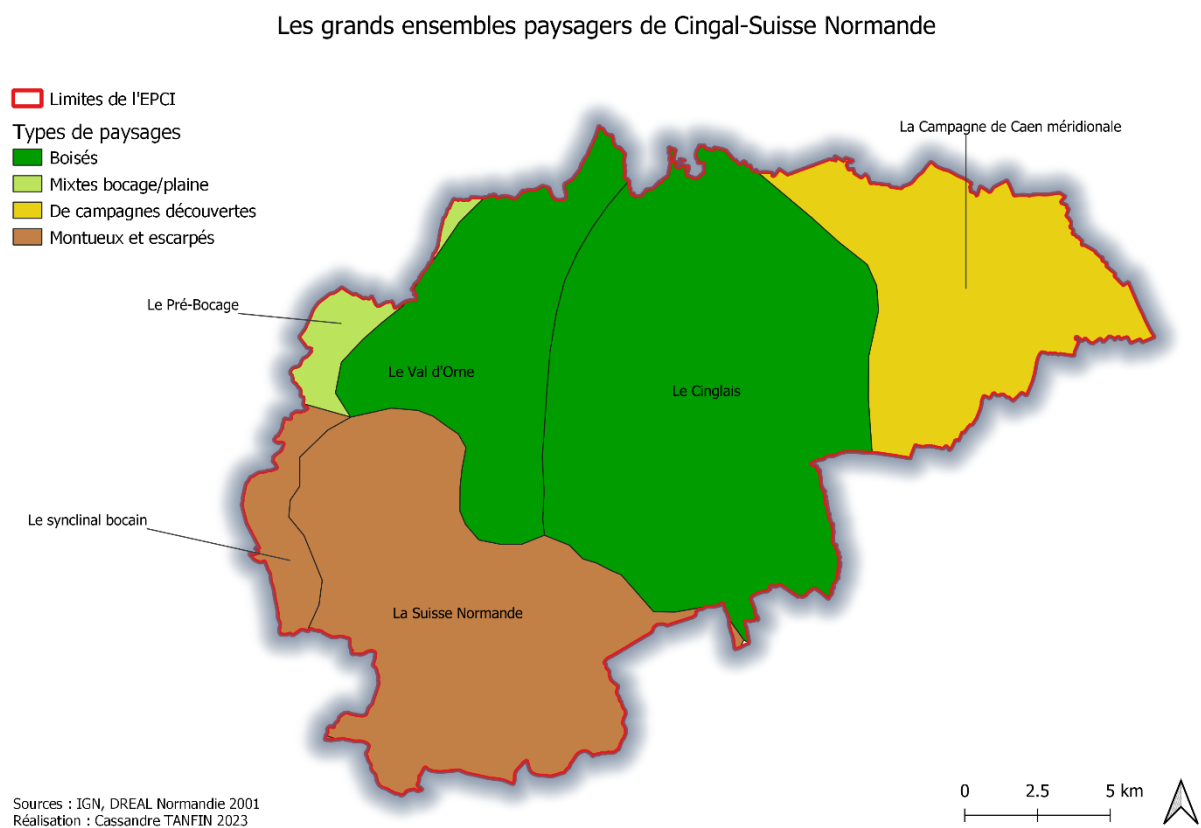 Les grands ensembles paysagers de Cingal-Suisse Normande
Limites de l'EPCI
Types de paysages
Boisés
Mixtes bocage/plaine
De campagnes découvertes
Montueux et escarpés
La Campagne de Caen méridionale
Le Pré-Bocage
Le Val d'Orne
Le Cinglais
Le synclinal bocain
La Suisse Normande
Sources : IGN, DREAL Normandie 2001
Réalisation : Cassandre TANFIN 2023
0 2.5 5 km